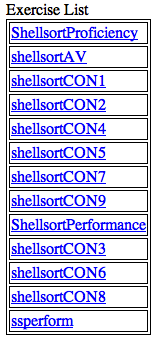 Exercise List
ShellsortProficiency
shellsortAV
shellsortCON1
shellsortCON2
shellsortCON4
shellsortCON5
shellsortCON7
shellsortCON9
ShellsortPerformance
shellsortCON3
shellsortCON6
shellsortCON8
ssperform